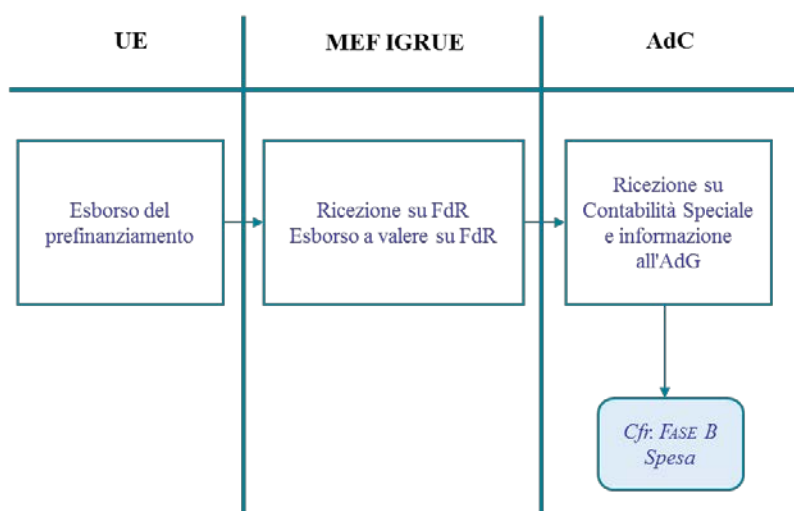 UE
MEF IGRUE
AdC
Esborso del
prefinanziamento
Ricezione su FdR
Esborso a valere su FdR
Ricezione su
Contabilità Speciale
e informazione
all'AdG
Cfr. FASE B
Spesa